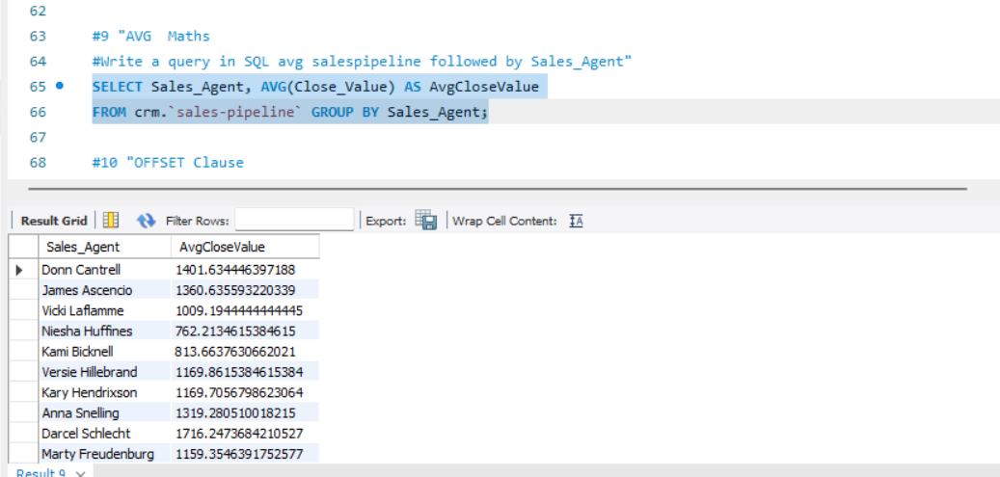 62
63 #9 "AVG Maths
64 #Write a query in SQL avg salespipeline followed by Sales_Agent"
65 SELECT Sales_Agent, AVG(Close_Value) AS AvgCloseValue
66 FROM crm.`sales-pipeline` GROUP BY Sales_Agent;
67
68 #10 "OFFSET Clause
Result Grid Filter Rows: Export: Wrap Cell Content: IA
Sales_Agent AvgCloseValue
Donn Cantrell 1401.634446397188
James Ascencio 1360.635593220339
Vicki Laflamme 1009.1944444444445
Niesha Huffines 762.2134615384615
Kami Bicknell 813.6637630662021
Versie Hillebrand 1169.8615384615384
Kary Hendrixson 1169.7056798623064
Anna Snelling 1319.280510018215
Darcel Schlecht 1716.2473684210527
Marty Freudenburg 1159.3546391752577
Result 9